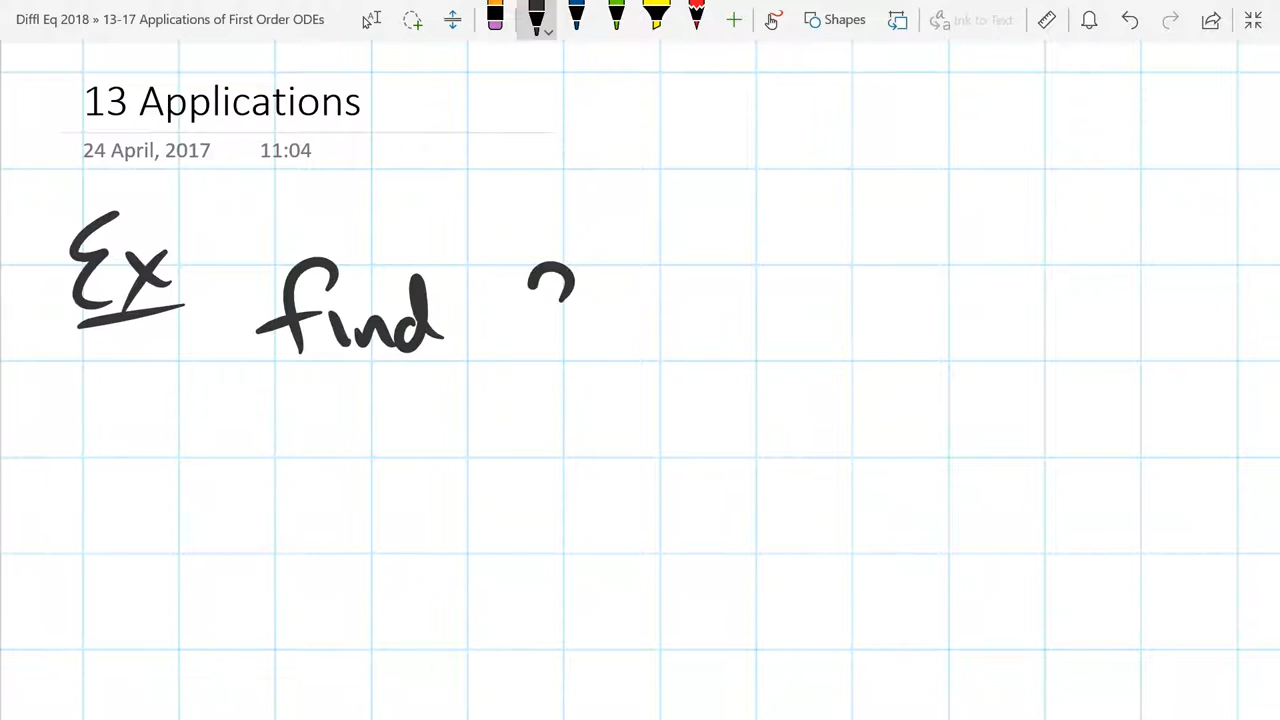 Diffl Eq 2018 » 13-17 Applications of First Order ODEs
Shapes
Ink to Text
13 Applications
24 April, 2017 11:04
Ex find